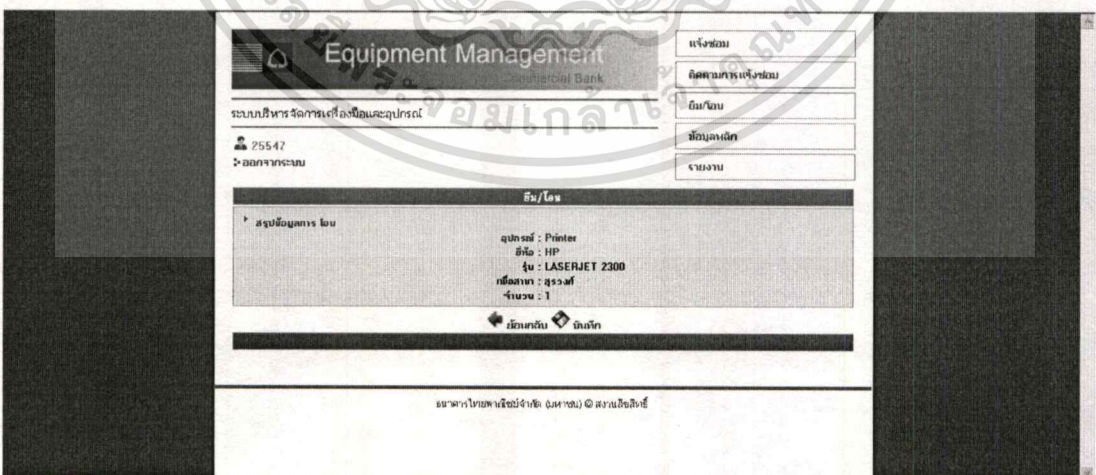 Equipment Management
Commercial Bank
ระบบบริหารจัดการเครื่องมือและอุปกรณ์
25547
ออกจากระบบ
แจ้งซ่อม
ติดตามการแจ้งซ่อม
ยืม/โอน
ข้อมูลหลัก
รายงาน
ยืม/โอน
สรุปข้อมูลการ โอน
อุปกรณ์ : Printer
ยี่ห้อ : HP
รุ่น : LASERJET 2300
ชื่อสาขา : สุรวงศ์
จำนวน : 1
ย้อนกลับ บันทึก
ธนาคารไทยพาณิชย์จำกัด (มหาชน) © สงวนลิขสิทธิ์